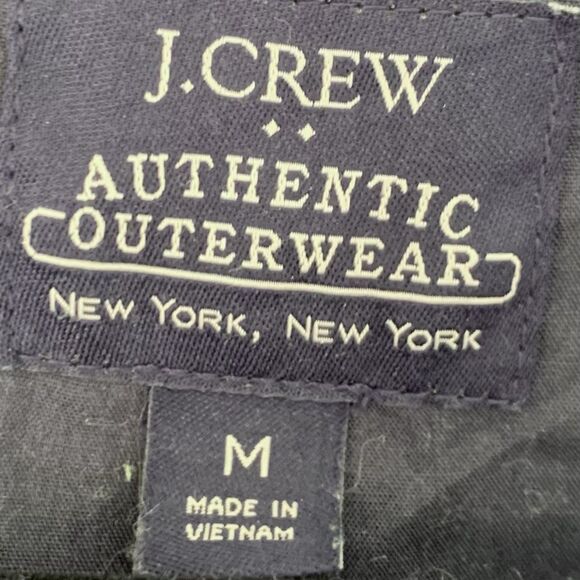 J.CREW
AUTHENTIC
OUTERWEAR
NEW YORK, NEW YORK
M
MADE IN
VIETNAM